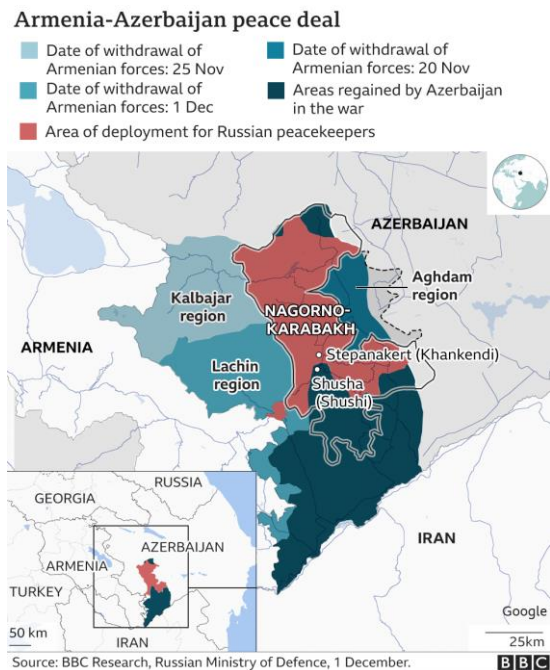 Armenia-Azerbaijan peace deal
Date of withdrawal of
Armenian forces: 25 Nov
Date of withdrawal of
Armenian forces: 20 Nov
Date of withdrawal of
Armenian forces: 1 Dec
Areas regained by Azerbaijan
in the war
Area of deployment for Russian peacekeepers
AZERBAIJAN
Aghdam
region
Kalbajar
region
NAGORNO-
KARABAKH
ARMENIA
Stepanakert (Khankendi)
Lachin
region
Shusha
(Shushi)
RUSSIA
GEORGIA
AZERBAIJAN
ARMENIA
TURKEY
IRAN
50 km
IRAN
Google
25km
Source: BBC Research, Russian Ministry of Defence, 1 December.
BBC